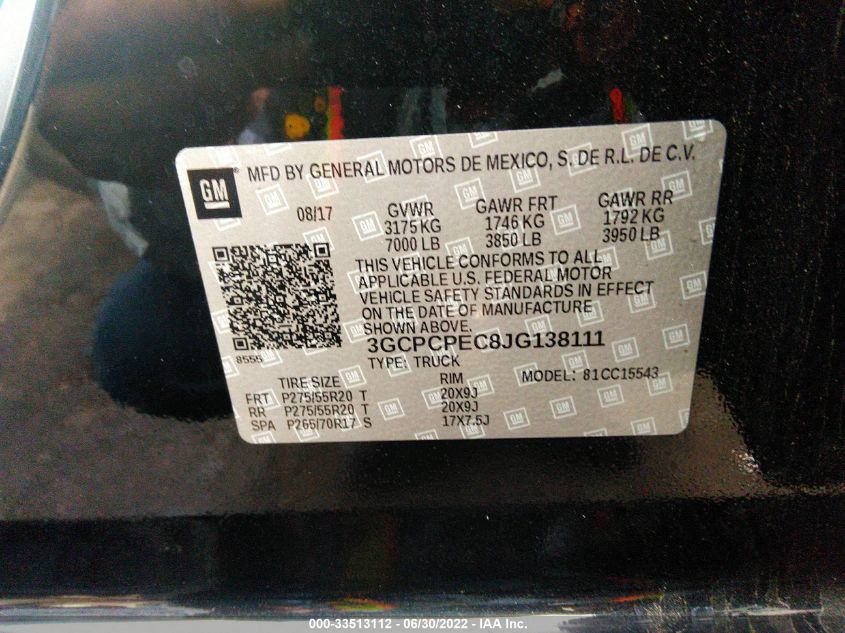 GM® MFD BY GENERAL MOTORS DE MEXICO, S. DE R.L. DE C.V.
08/17 GVWR GAWR FRT GAWR RR
3175 KG 1746 KG 1792 KG
7000 LB 3850 LB 3950 LB
THIS VEHICLE CONFORMS TO ALL
APPLICABLE U.S. FEDERAL MOTOR
VEHICLE SAFETY STANDARDS IN EFFECT
ON THE DATE OF MANUFACTURE
SHOWN ABOVE.
3GCPCPEC8JG138111
8555 TYPE: TRUCK
TIRE SIZE RIM MODEL: 81CC15543
FRT P275/55R20 T 20X9J
RR P275/55R20 T 20X9J
SPA P265/70R17 S 17X7.5J
000-33513112 - 06/30/2022 - IAA Inc.